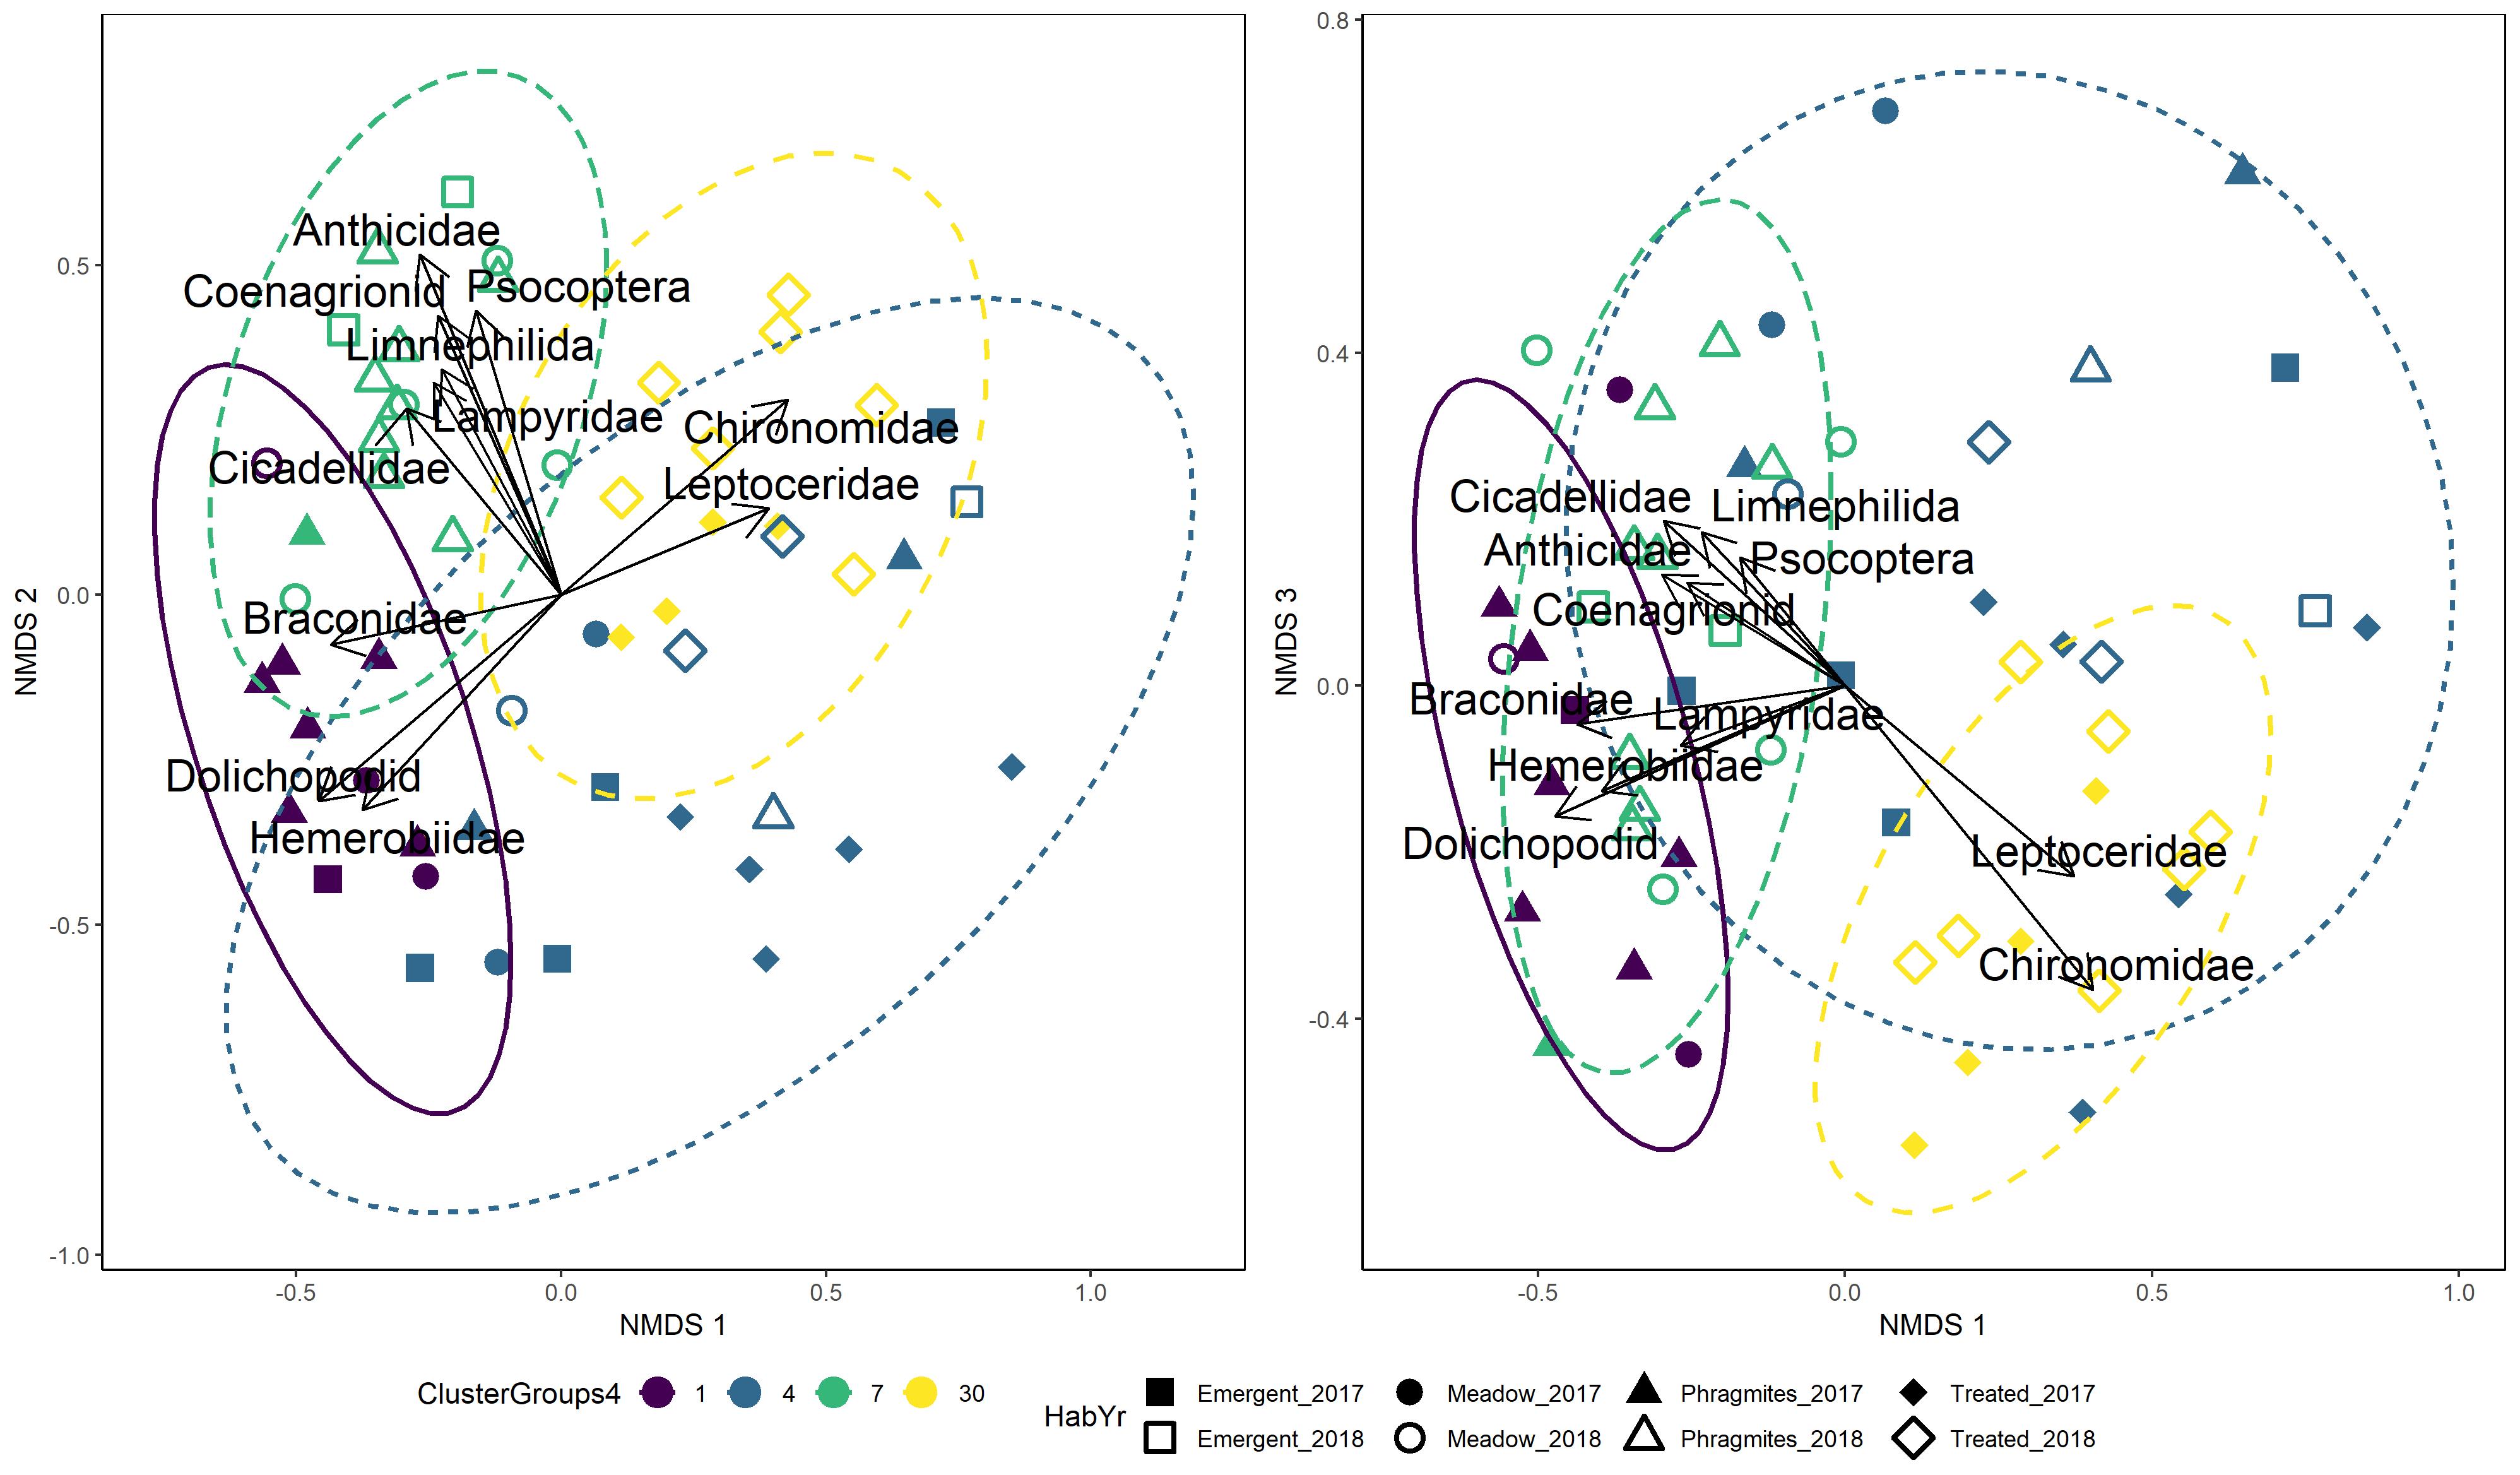 0.5
0.0
-0.5
-1.0
NMDS 2
-0.5
0.0
0.5
1.0
NMDS 1
Anthicidae
Coenagrionid
Psocoptera
Limnephilida
Lampyridae
Cicadellidae
Chironomidae
Leptoceridae
Braconidae
Dolichopodid
Hemerobiidae
0.8
0.4
0.0
-0.4
NMDS 3
-0.5
0.0
0.5
1.0
NMDS 1
Cicadellidae
Limnephilida
Anthicidae
Psocoptera
Coenagrionid
Braconidae
Lampyridae
Hemerobiidae
Dolichopodid
Leptoceridae
Chironomidae
ClusterGroups4 1 4 7 30
HabYr
Emergent_2017 Meadow_2017 Phragmites_2017 Treated_2017
Emergent_2018 Meadow_2018 Phragmites_2018 Treated_2018